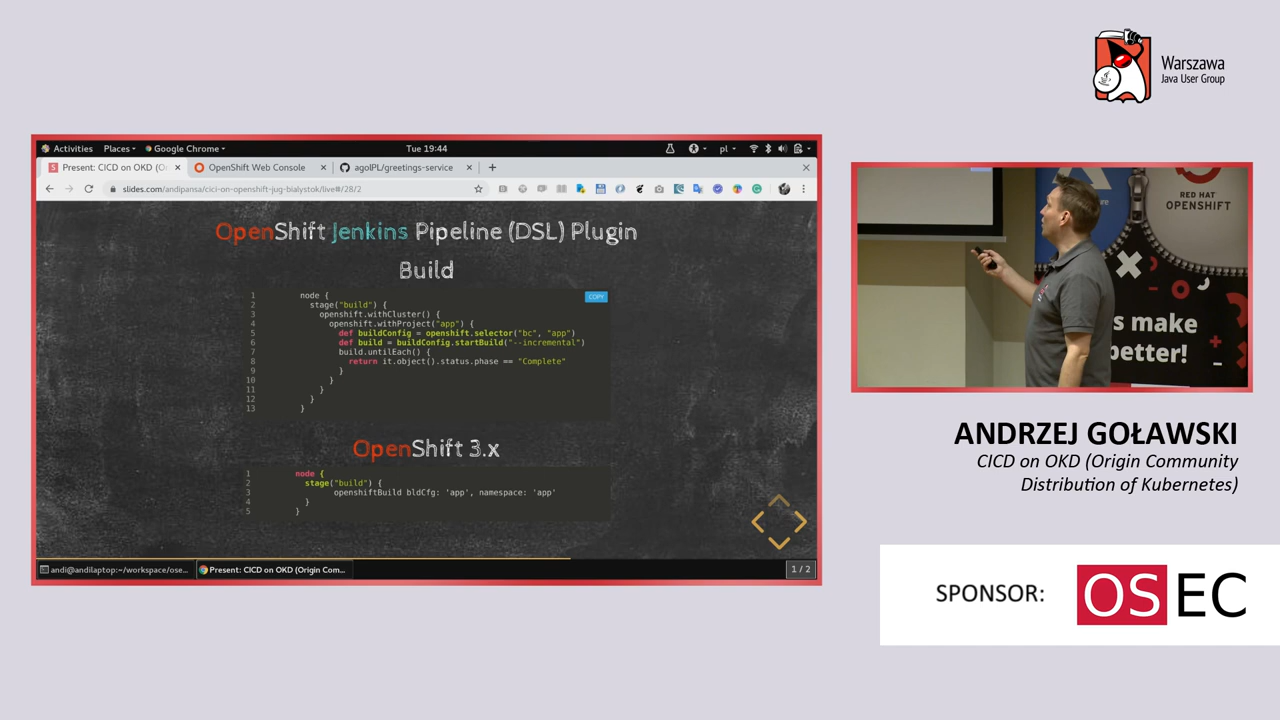 Warszawa
Java User Group
Activities Places Google Chrome Tue 19:44 pl
Present: CICD on OKD (Or OpenShift Web Console agolPL/greetings-service
slides.com/andipansa/cici-on-openshift-jug-bialystok/live#/28/2
OpenShift Jenkins Pipeline (DSL) Plugin
Build
COPY
1 node {
2 stage("build") {
3 openshift.withCluster() {
4 openshift.withProject("app") {
5 def buildConfig = openshift.selector("bc", "app")
6 def build = buildConfig.startBuild("--incremental")
7 build.untilEach() {
8 return it.object().status.phase == "Complete"
9 }
10 }
11 }
12 }
13 }
OpenShift 3.x
1 node {
2 stage("build") {
3 openshiftBuild bldCfg: 'app', namespace: 'app'
4 }
5 }
andi@andilaptop:~/workspace/ose... Present: CICD on OKD (Origin Com... 1 / 2
RED HAT
OPENSHIFT
s make
better!
ANDRZEJ GOŁAWSKI
CICD on OKD (Origin Community
Distribution of Kubernetes)
SPONSOR:
OSEC